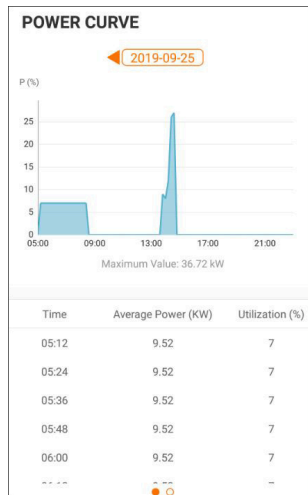 POWER CURVE
2019-09-25
P (%)
25
20
15
10
5
0
05:00 09:00 13:00 17:00 21:00
Maximum Value: 36.72 kW
Time Average Power (KW) Utilization (%)
05:12 9.52 7
05:24 9.52 7
05:36 9.52 7
05:48 9.52 7
06:00 9.52 7